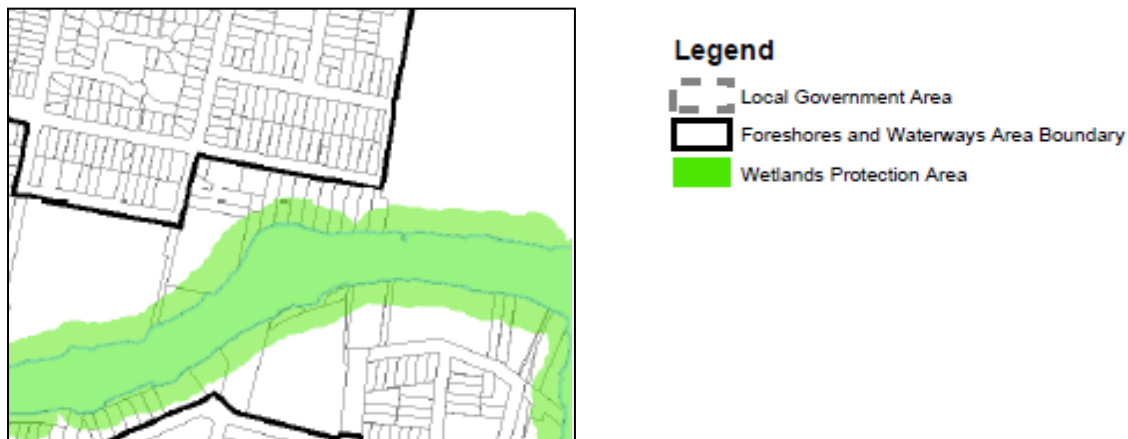 Legend
Local Government Area
Foreshores and Waterways Area Boundary
Wetlands Protection Area